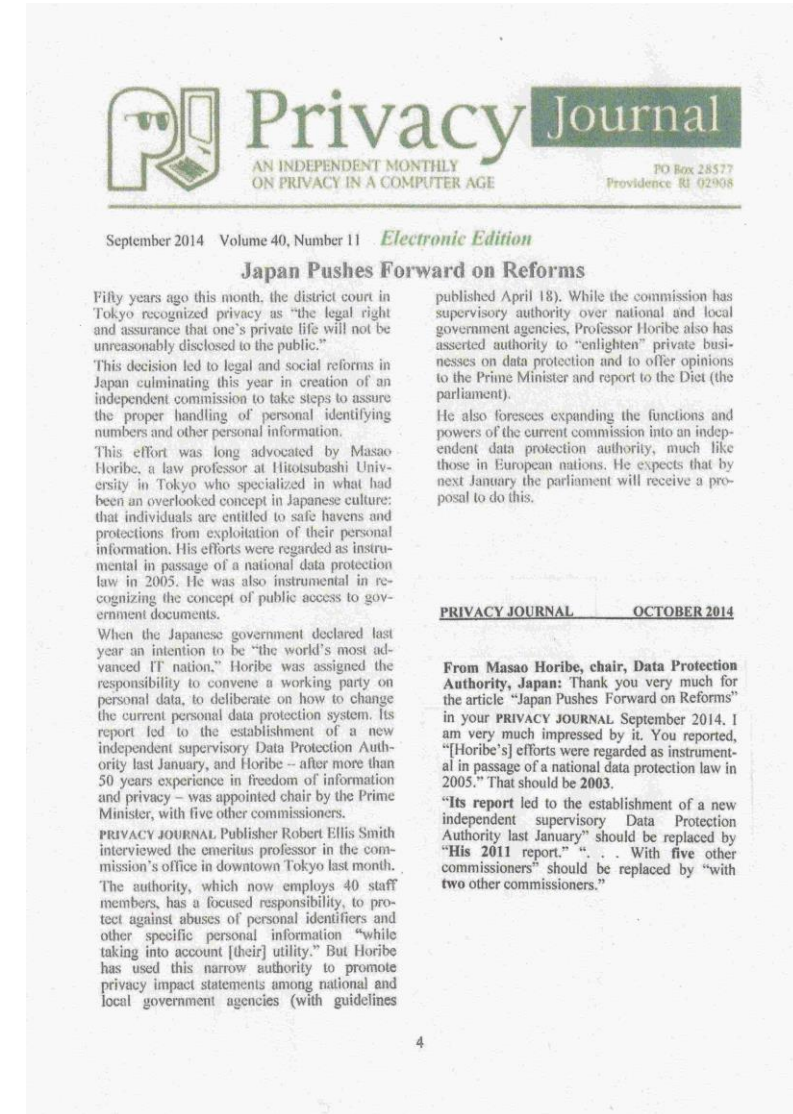 Privacy Journal
AN INDEPENDENT MONTHLY
ON PRIVACY IN A COMPUTER AGE
PO Box 28577
Providence RI 02908
September 2014 Volume 40, Number 11 Electronic Edition
Japan Pushes Forward on Reforms
Fifty years ago this month, the district court in
Tokyo recognized privacy as “the legal right
and assurance that one’s private life will not be
unreasonably disclosed to the public.”
This decision led to legal and social reforms in
Japan culminating this year in creation of an
independent commission to take steps to assure
the proper handling of personal identifying
numbers and other personal information.
This effort was long advocated by Masao
Horibe, a law professor at Hitotsubashi Univ-
ersity in Tokyo who specialized in what had
been an overlooked concept in Japanese culture:
that individuals are entitled to safe havens and
protections from exploitation of their personal
information. His efforts were regarded as instru-
mental in passage of a national data protection
law in 2005. He was also instrumental in re-
cognizing the concept of public access to gov-
ernment documents.
When the Japanese government declared last
year an intention to be “the world’s most ad-
vanced IT nation,” Horibe was assigned the
responsibility to convene a working party on
personal data, to deliberate on how to change
the current personal data protection system. Its
report led to the establishment of a new
independent supervisory Data Protection Auth-
ority last January, and Horibe – after more than
50 years experience in freedom of information
and privacy – was appointed chair by the Prime
Minister, with five other commissioners.
PRIVACY JOURNAL Publisher Robert Ellis Smith
interviewed the emeritus professor in the com-
mission’s office in downtown Tokyo last month.
The authority, which now employs 40 staff
members, has a focused responsibility, to pro-
tect against abuses of personal identifiers and
other specific personal information “while
taking into account [their] utility.” But Horibe
has used this narrow authority to promote
privacy impact statements among national and
local government agencies (with guidelines
published April 18). While the commission has
supervisory authority over national and local
government agencies, Professor Horibe also has
asserted authority to “enlighten” private busi-
nesses on data protection and to offer opinions
to the Prime Minister and report to the Diet (the
parliament).
He also foresees expanding the functions and
powers of the current commission into an indep-
endent data protection authority, much like
those in European nations. He expects that by
next January the parliament will receive a pro-
posal to do this.
PRIVACY JOURNAL OCTOBER 2014
From Masao Horibe, chair, Data Protection
Authority, Japan: Thank you very much for
the article “Japan Pushes Forward on Reforms”
in your PRIVACY JOURNAL September 2014. I
am very much impressed by it. You reported,
“[Horibe’s] efforts were regarded as instrument-
al in passage of a national data protection law in
2005.” That should be 2003.
“Its report led to the establishment of a new
independent supervisory Data Protection
Authority last January” should be replaced by
“His 2011 report.” “. . . With five other
commissioners” should be replaced by “with
two other commissioners.”
4